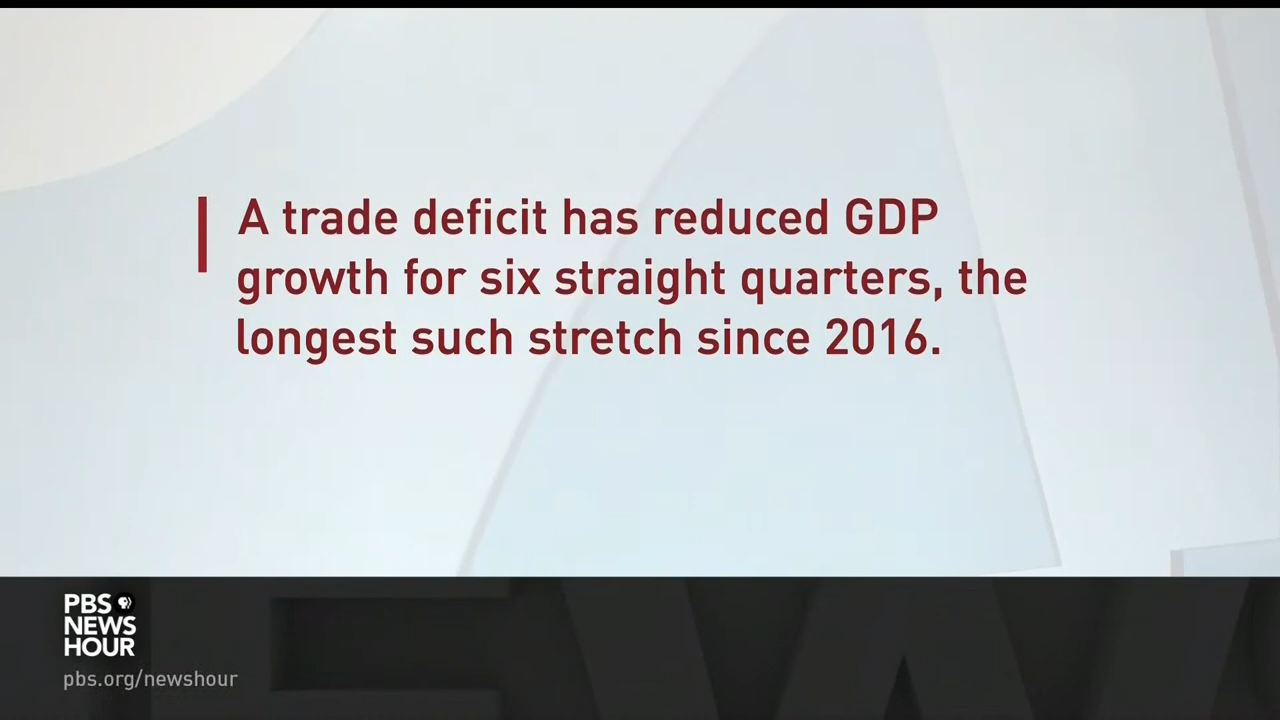 A trade deficit has reduced GDP
growth for six straight quarters, the
longest such stretch since 2016.
PBS
NEWS
HOUR
pbs.org/newshour